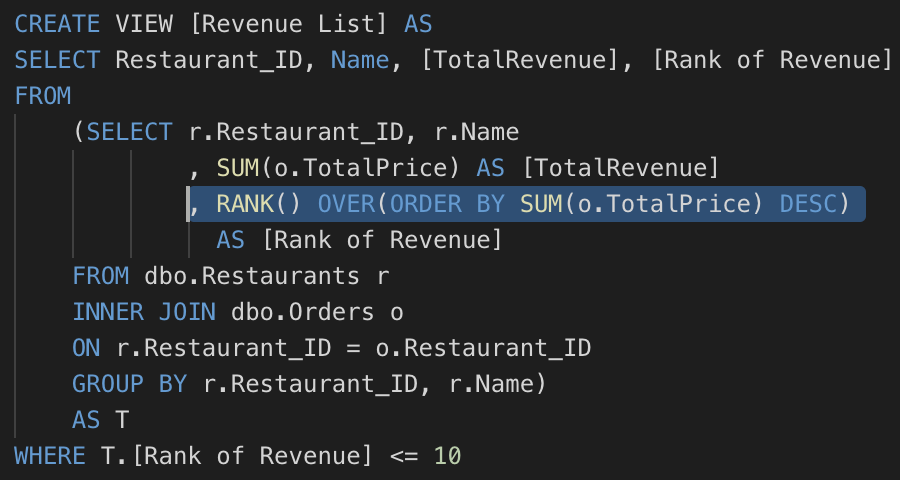 CREATE VIEW [Revenue List] AS
SELECT Restaurant_ID, Name, [TotalRevenue], [Rank of Revenue]
FROM
(SELECT r.Restaurant_ID, r.Name
, SUM(o.TotalPrice) AS [TotalRevenue]
, RANK() OVER(ORDER BY SUM(o.TotalPrice) DESC)
AS [Rank of Revenue]
FROM dbo.Restaurants r
INNER JOIN dbo.Orders o
ON r.Restaurant_ID = o.Restaurant_ID
GROUP BY r.Restaurant_ID, r.Name)
AS T
WHERE T.[Rank of Revenue] <= 10